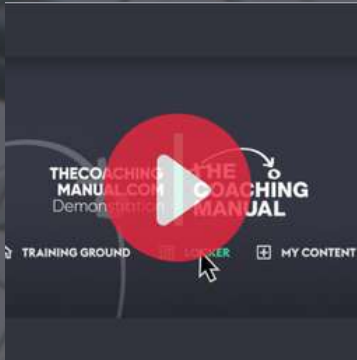 THECOACHING
MANUAL.COM
Demonstration
THE
COACHING
MANUAL
TRAINING GROUND
LOCKER
MY CONTENT